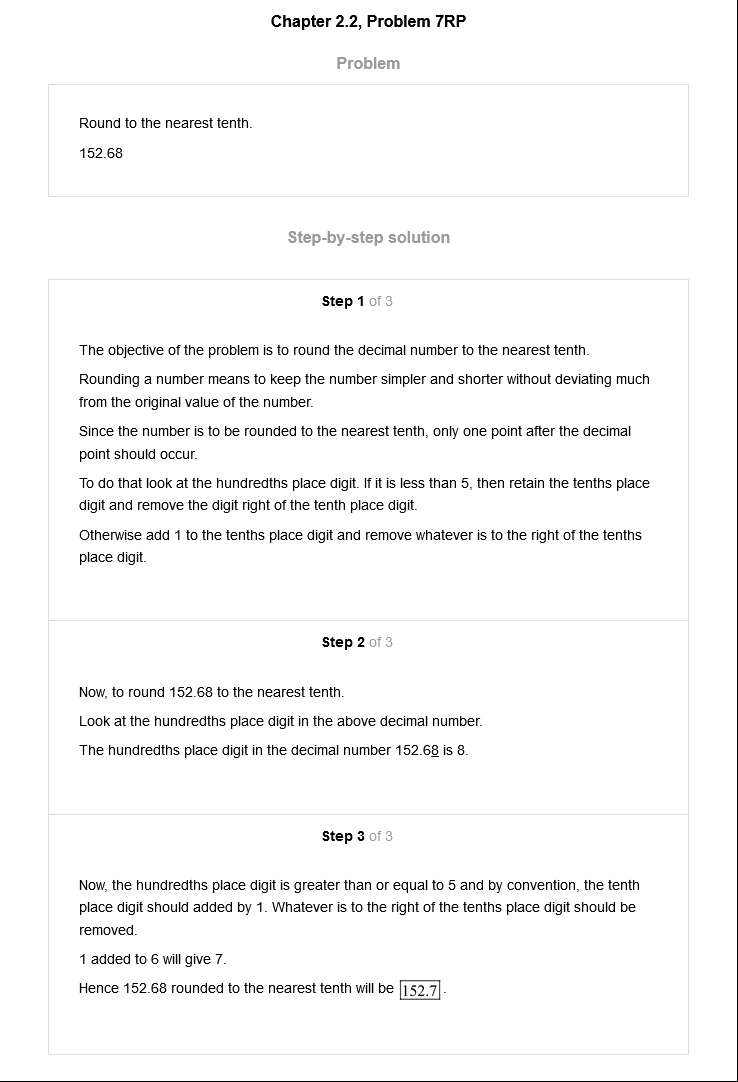 Chapter 2.2, Problem 7RP
Problem
Round to the nearest tenth.
152.68
Step-by-step solution
Step 1 of 3
The objective of the problem is to round the decimal number to the nearest tenth.
Rounding a number means to keep the number simpler and shorter without deviating much
from the original value of the number.
Since the number is to be rounded to the nearest tenth, only one point after the decimal
point should occur.
To do that look at the hundredths place digit. If it is less than 5, then retain the tenths place
digit and remove the digit right of the tenth place digit.
Otherwise add 1 to the tenths place digit and remove whatever is to the right of the tenths
place digit.
Step 2 of 3
Now, to round 152.68 to the nearest tenth.
Look at the hundredths place digit in the above decimal number.
The hundredths place digit in the decimal number 152.68 is 8.
Step 3 of 3
Now, the hundredths place digit is greater than or equal to 5 and by convention, the tenth
place digit should added by 1. Whatever is to the right of the tenths place digit should be
removed.
1 added to 6 will give 7.
Hence 152.68 rounded to the nearest tenth will be 152.7.